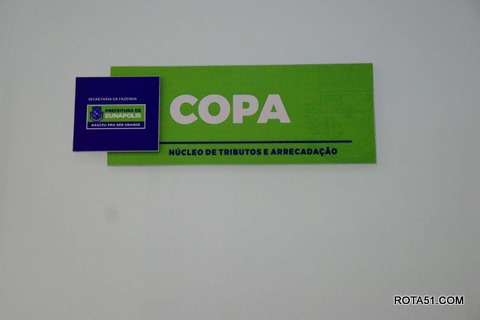 SECRETARIA DA FAZENDA
PREFEITURA DE
EUNÁPOLIS
NASCEU PRA SER GRANDE
COPA
NÚCLEO DE TRIBUTOS E ARRECADAÇÃO
ROTA51.COM